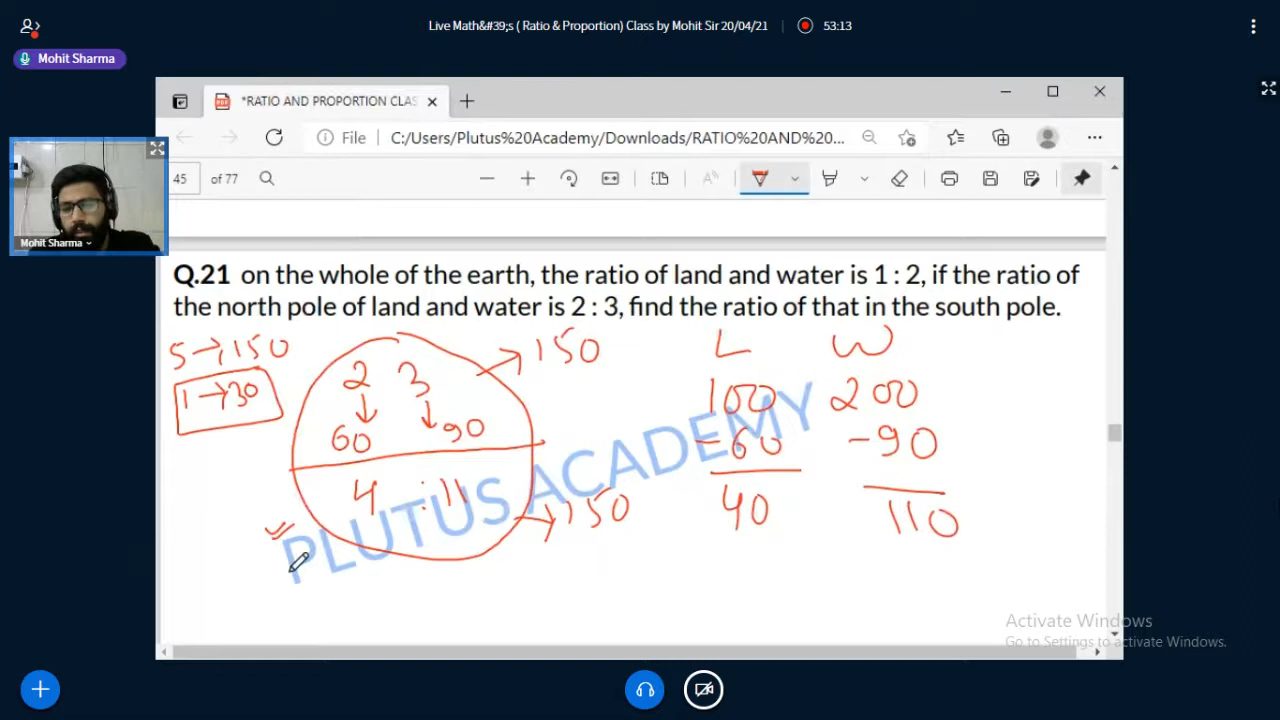 Live Math&#39;s ( Ratio & Proportion) Class by Mohit Sir 20/04/21
53:13
Mohit Sharma
*RATIO AND PROPORTION CLAS
File
C:/Users/Plutus%20Academy/Downloads/RATIO%20AND%20...
45 of 77
Mohit Sharma
Q.21 on the whole of the earth, the ratio of land and water is 1 : 2, if the ratio of
the north pole of land and water is 2 : 3, find the ratio of that in the south pole.
5 → 150
1 → 30
2 3
60 90
4 : 11
→ 150
→ 150
L W
100 200
-60 -90
40 110
PLUTUS ACADEMY
Activate Windows
Go to Settings to activate Windows.